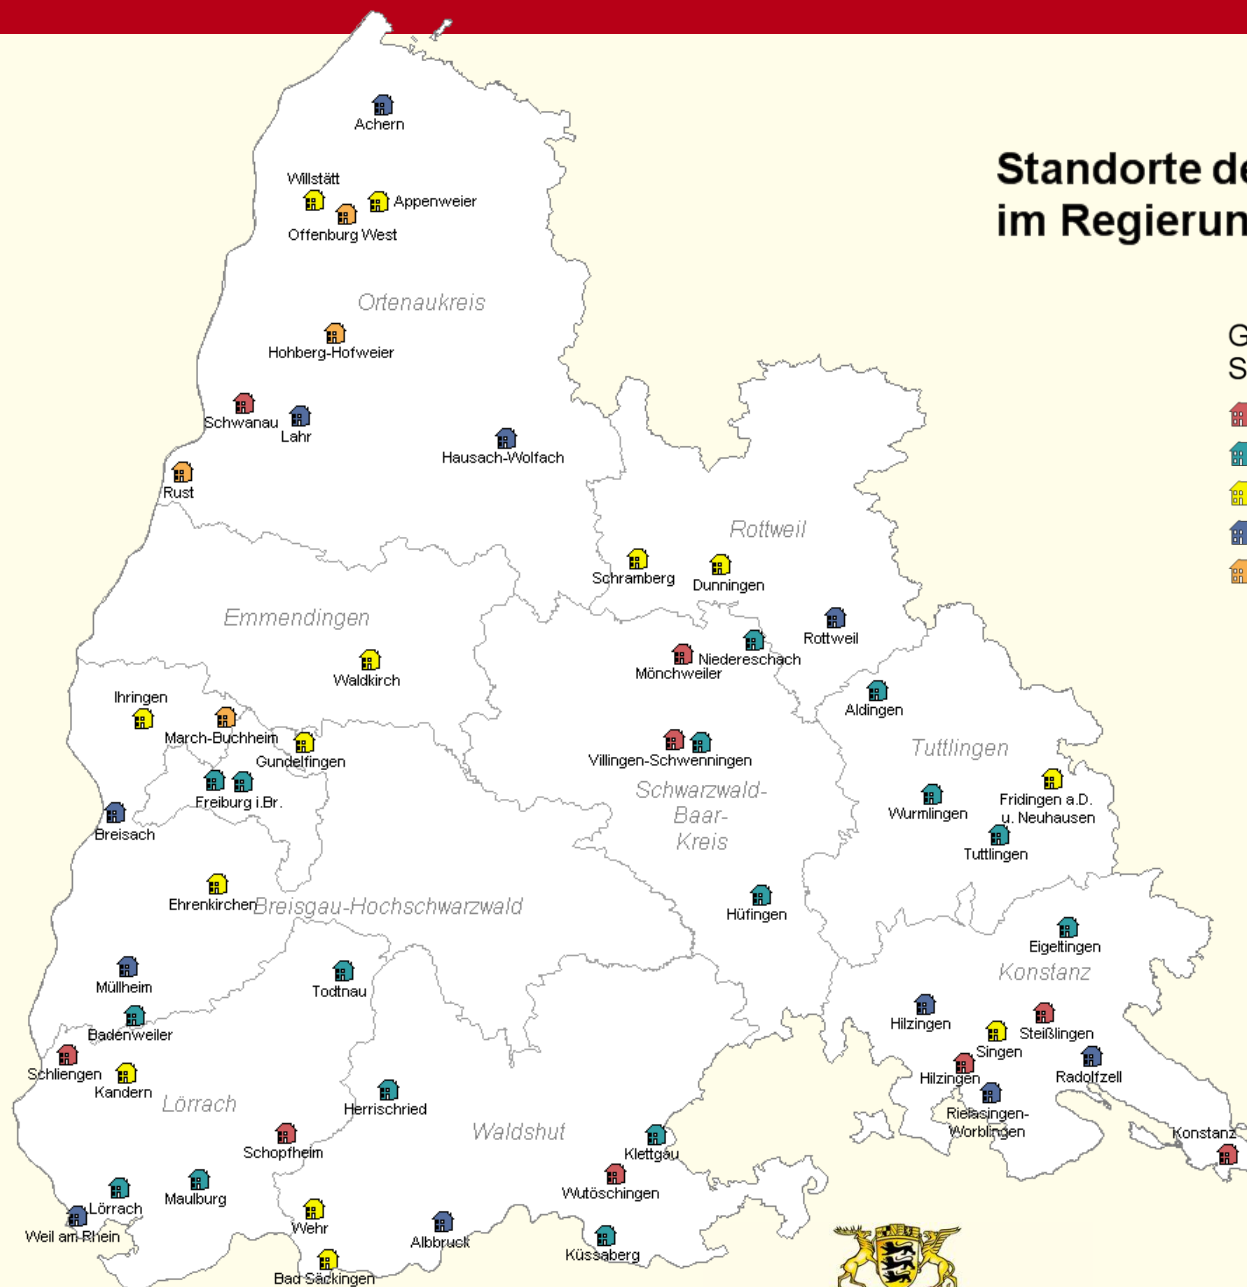 Standorte de
im Regierun
G
S
Achern
Willstätt
Appenweier
Offenburg West
Ortenaukreis
Hohberg-Hofweier
Schwanau
Lahr
Hausach-Wolfach
Rust
Rottweil
Schramberg
Dunningen
Emmendingen
Rottweil
Niedereschach
Mönchweiler
Waldkirch
Ihringen
Aldingen
March-Buchheim
Gundelfingen
Tuttlingen
Villingen-Schwenningen
Schwarzwald-
Baar-
Kreis
Freiburg i.Br.
Fridingen a.D.
u. Neuhausen
Wurmlingen
Breisach
Tuttlingen
Ehrenkirchen
Breisgau-Hochschwarzwald
Hüfingen
Eigeltingen
Konstanz
Müllheim
Todtnau
Hilzingen
Badenweiler
Steißlingen
Singen
Schliengen
Kandern
Hilzingen
Radolfzell
Lörrach
Herrischried
Rielasingen-
Worblingen
Waldshut
Konstanz
Schopfheim
Klettgau
Wutöschingen
Maulburg
Lörrach
Weil am Rhein
Wehr
Albbruck
Küssaberg
Bad Säckingen